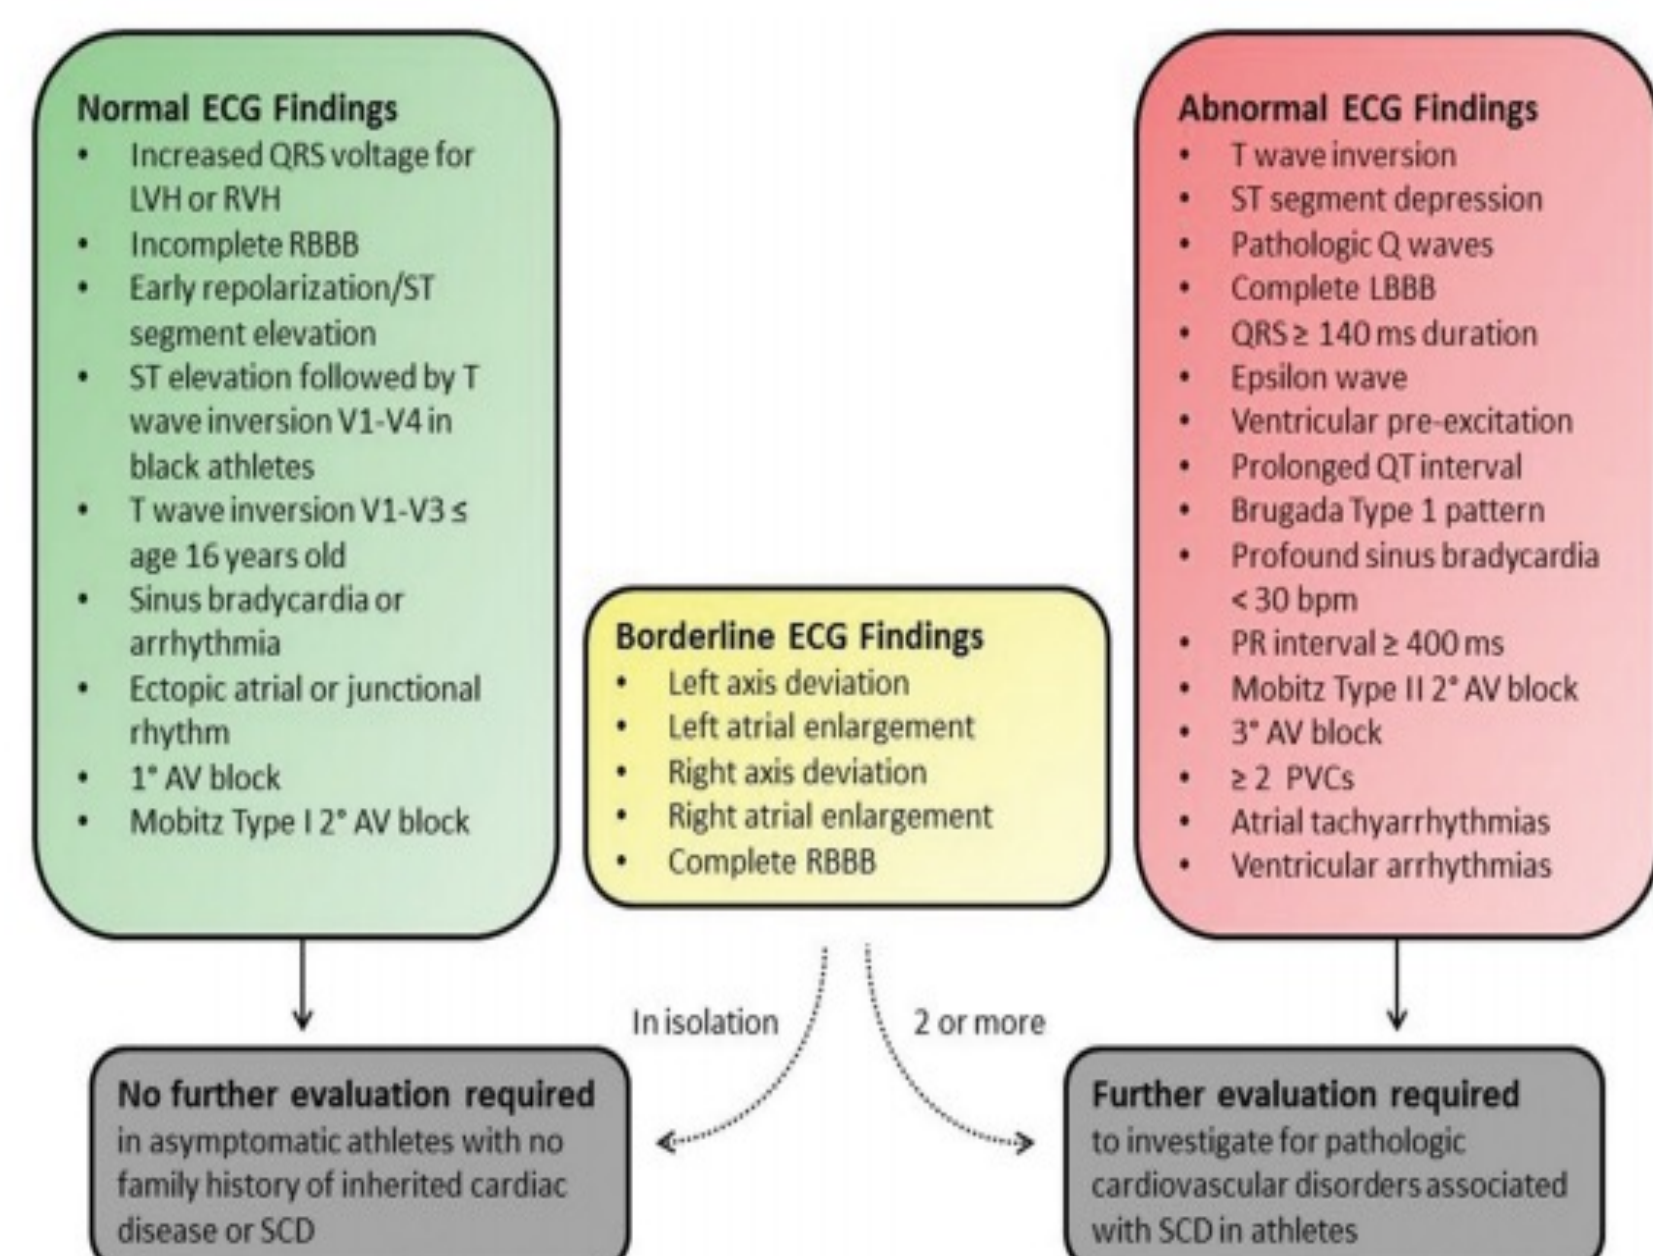 Normal ECG Findings
• Increased QRS voltage for
LVH or RVH
• Incomplete RBBB
• Early repolarization/ST
segment elevation
• ST elevation followed by T
wave inversion V1-V4 in
black athletes
• T wave inversion V1-V3 ≤
age 16 years old
• Sinus bradycardia or
arrhythmia
• Ectopic atrial or junctional
rhythm
• 1° AV block
• Mobitz Type I 2° AV block
Borderline ECG Findings
• Left axis deviation
• Left atrial enlargement
• Right axis deviation
• Right atrial enlargement
• Complete RBBB
Abnormal ECG Findings
• T wave inversion
• ST segment depression
• Pathologic Q waves
• Complete LBBB
• QRS ≥ 140 ms duration
• Epsilon wave
• Ventricular pre-excitation
• Prolonged QT interval
• Brugada Type 1 pattern
• Profound sinus bradycardia
< 30 bpm
• PR interval ≥ 400 ms
• Mobitz Type II 2° AV block
• 3° AV block
• ≥ 2 PVCs
• Atrial tachyarrhythmias
• Ventricular arrhythmias
In isolation
2 or more
No further evaluation required
in asymptomatic athletes with no
family history of inherited cardiac
disease or SCD
Further evaluation required
to investigate for pathologic
cardiovascular disorders associated
with SCD in athletes